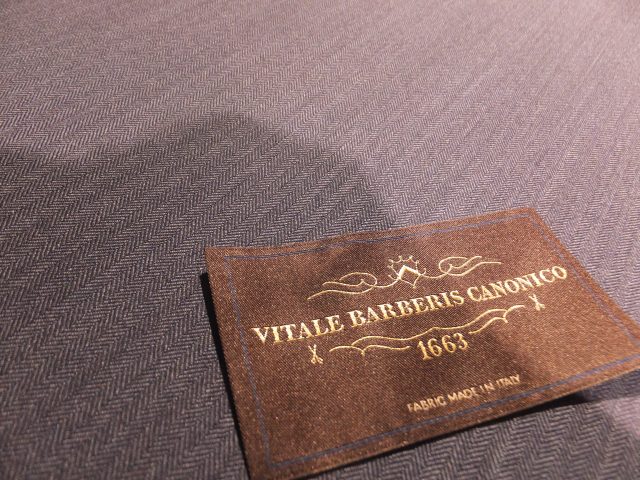 VITALE BARBERIS CANONICO
1663
FABRIC MADE IN ITALY